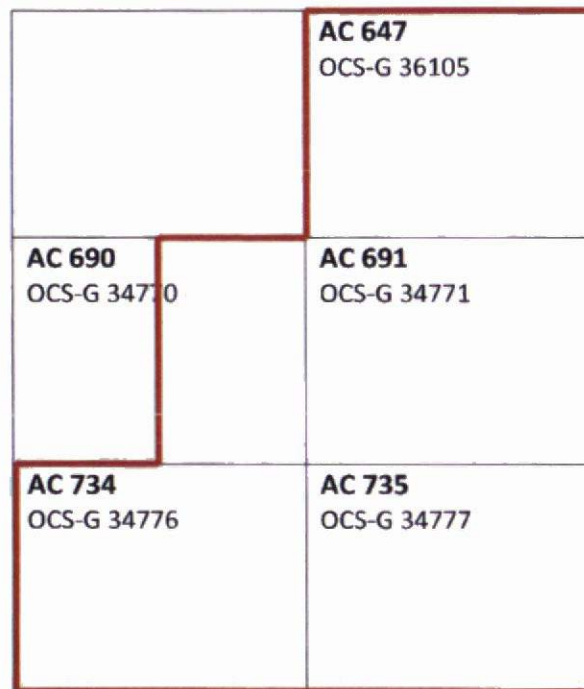 AC 647
OCS-G 36105
AC 690
OCS-G 34770
AC 691
OCS-G 34771
AC 734
OCS-G 34776
AC 735
OCS-G 34777